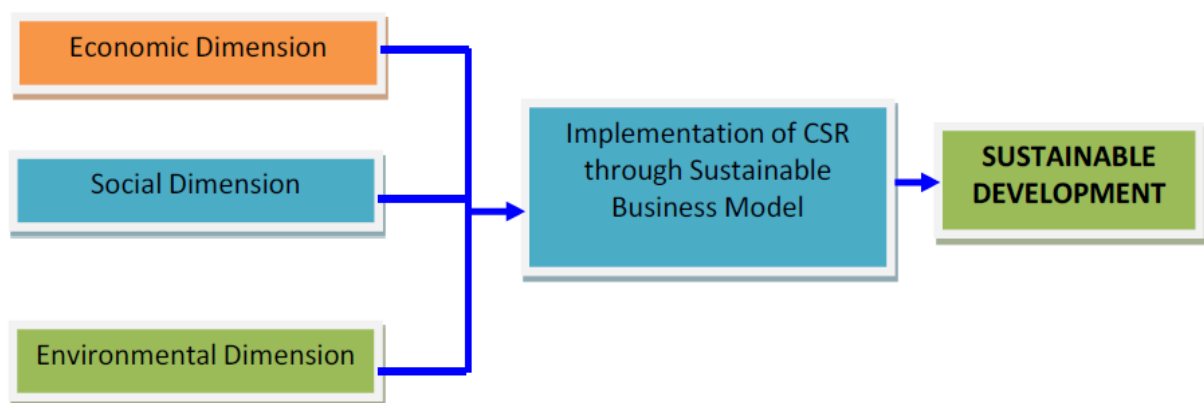 Economic Dimension
Social Dimension
Environmental Dimension
Implementation of CSR
through Sustainable
Business Model
SUSTAINABLE
DEVELOPMENT